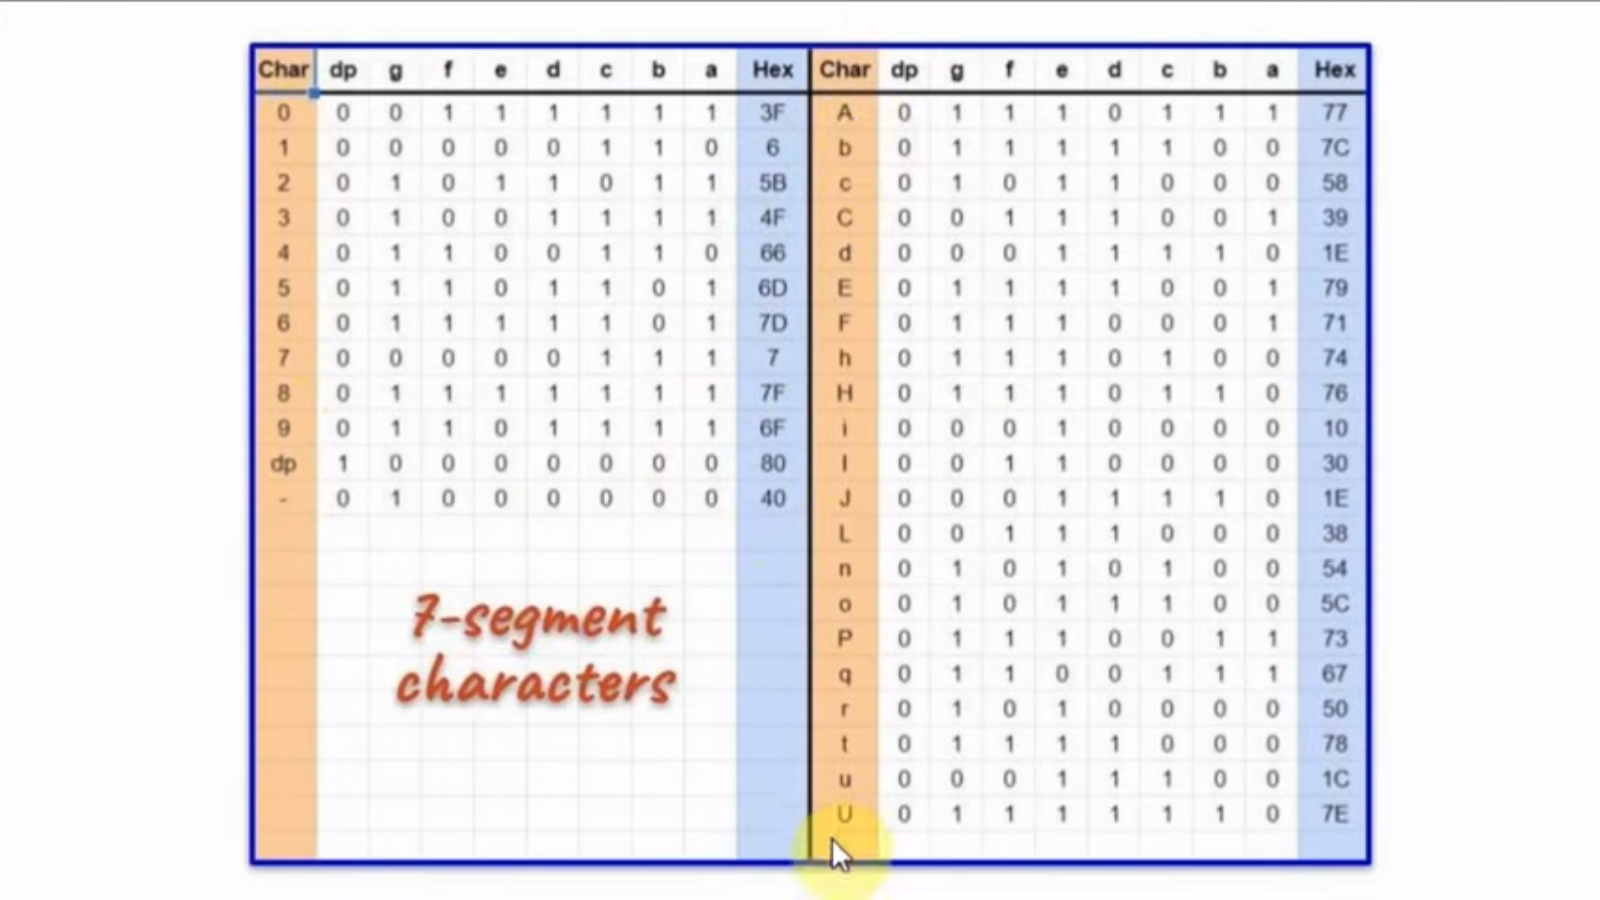 Char dp g f e d c b a Hex Char dp g f e d c b a Hex
0 0 0 1 1 1 1 1 1 3F A 0 1 1 1 0 1 1 1 77
1 0 0 0 0 0 1 1 0 6 b 0 1 1 1 1 1 0 0 7C
2 0 1 0 1 1 0 1 1 5B c 0 1 0 1 1 0 0 0 58
3 0 1 0 0 1 1 1 1 4F C 0 0 1 1 1 0 0 1 39
4 0 1 1 0 0 1 1 0 66 d 0 0 0 1 1 1 1 0 1E
5 0 1 1 0 1 1 0 1 6D E 0 1 1 1 1 0 0 1 79
6 0 1 1 1 1 1 0 1 7D F 0 1 1 1 0 0 0 1 71
7 0 0 0 0 0 1 1 1 7 h 0 1 1 1 0 1 0 0 74
8 0 1 1 1 1 1 1 1 7F H 0 1 1 1 0 1 1 0 76
9 0 1 1 0 1 1 1 1 6F i 0 0 0 1 0 0 0 0 10
dp 1 0 0 0 0 0 0 0 80 I 0 0 1 1 0 0 0 0 30
- 0 1 0 0 0 0 0 0 40 J 0 0 0 1 1 1 1 0 1E
L 0 0 1 1 1 0 0 0 38
n 0 1 0 1 0 1 0 0 54
o 0 1 0 1 1 1 0 0 5C
P 0 1 1 1 0 0 1 1 73
q 0 1 1 0 0 1 1 1 67
r 0 1 0 1 0 0 0 0 50
t 0 1 1 1 1 0 0 0 78
u 0 0 0 1 1 1 0 0 1C
U 0 1 1 1 1 1 1 0 7E
7-segment
characters